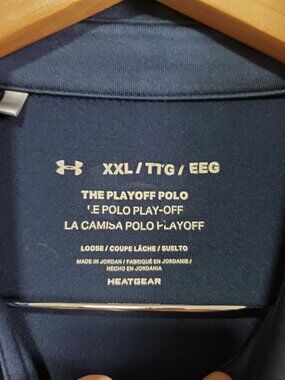 XXL / TTG / EEG
THE PLAYOFF POLO
LE POLO PLAY-OFF
LA CAMISA POLO PLAYOFF
LOOSE / COUPE LÂCHE / SUELTO
MADE IN JORDAN / FABRIQUÉ EN JORDANIE /
HECHO EN JORDANIA
HEATGEAR